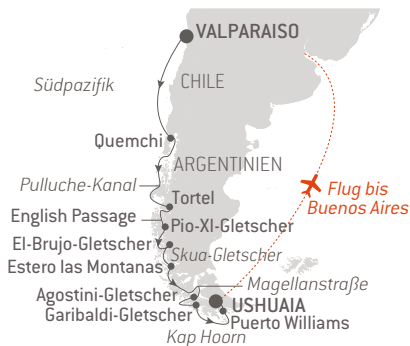 VALPARAISO
CHILE
Südpazifik
Quemchi
ARGENTINIEN
Pulluche-Kanal
Tortel
Flug bis
Buenos Aires
English Passage
Pio-XI-Gletscher
El-Brujo-Gletscher
Skua-Gletscher
Estero las Montanas
Magellanstraße
Agostini-Gletscher
USHUAIA
Garibaldi-Gletscher
Puerto Williams
Kap Hoorn